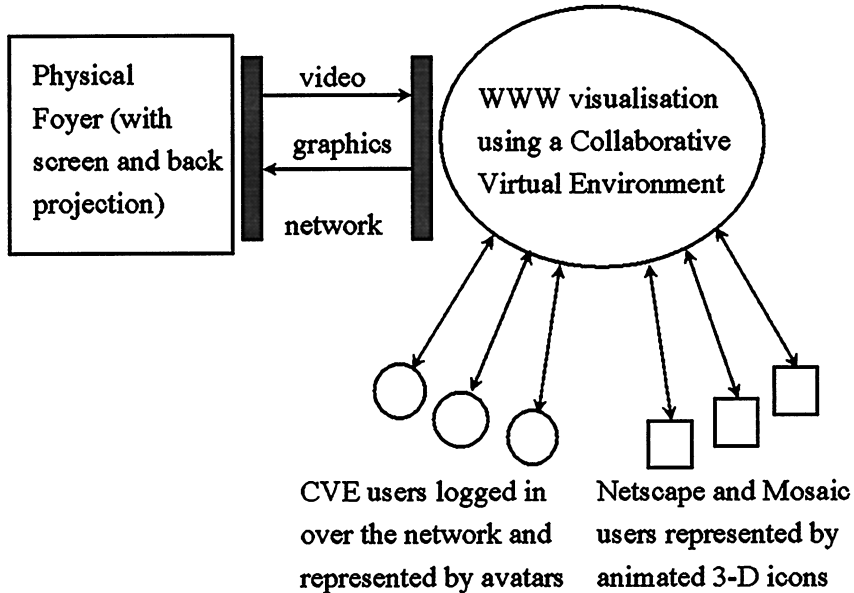 Physical
Foyer (with
screen and back
projection)
video
graphics
network
WWW visualisation
using a Collaborative
Virtual Environment
CVE users logged in
over the network and
represented by avatars
Netscape and Mosaic
users represented by
animated 3-D icons